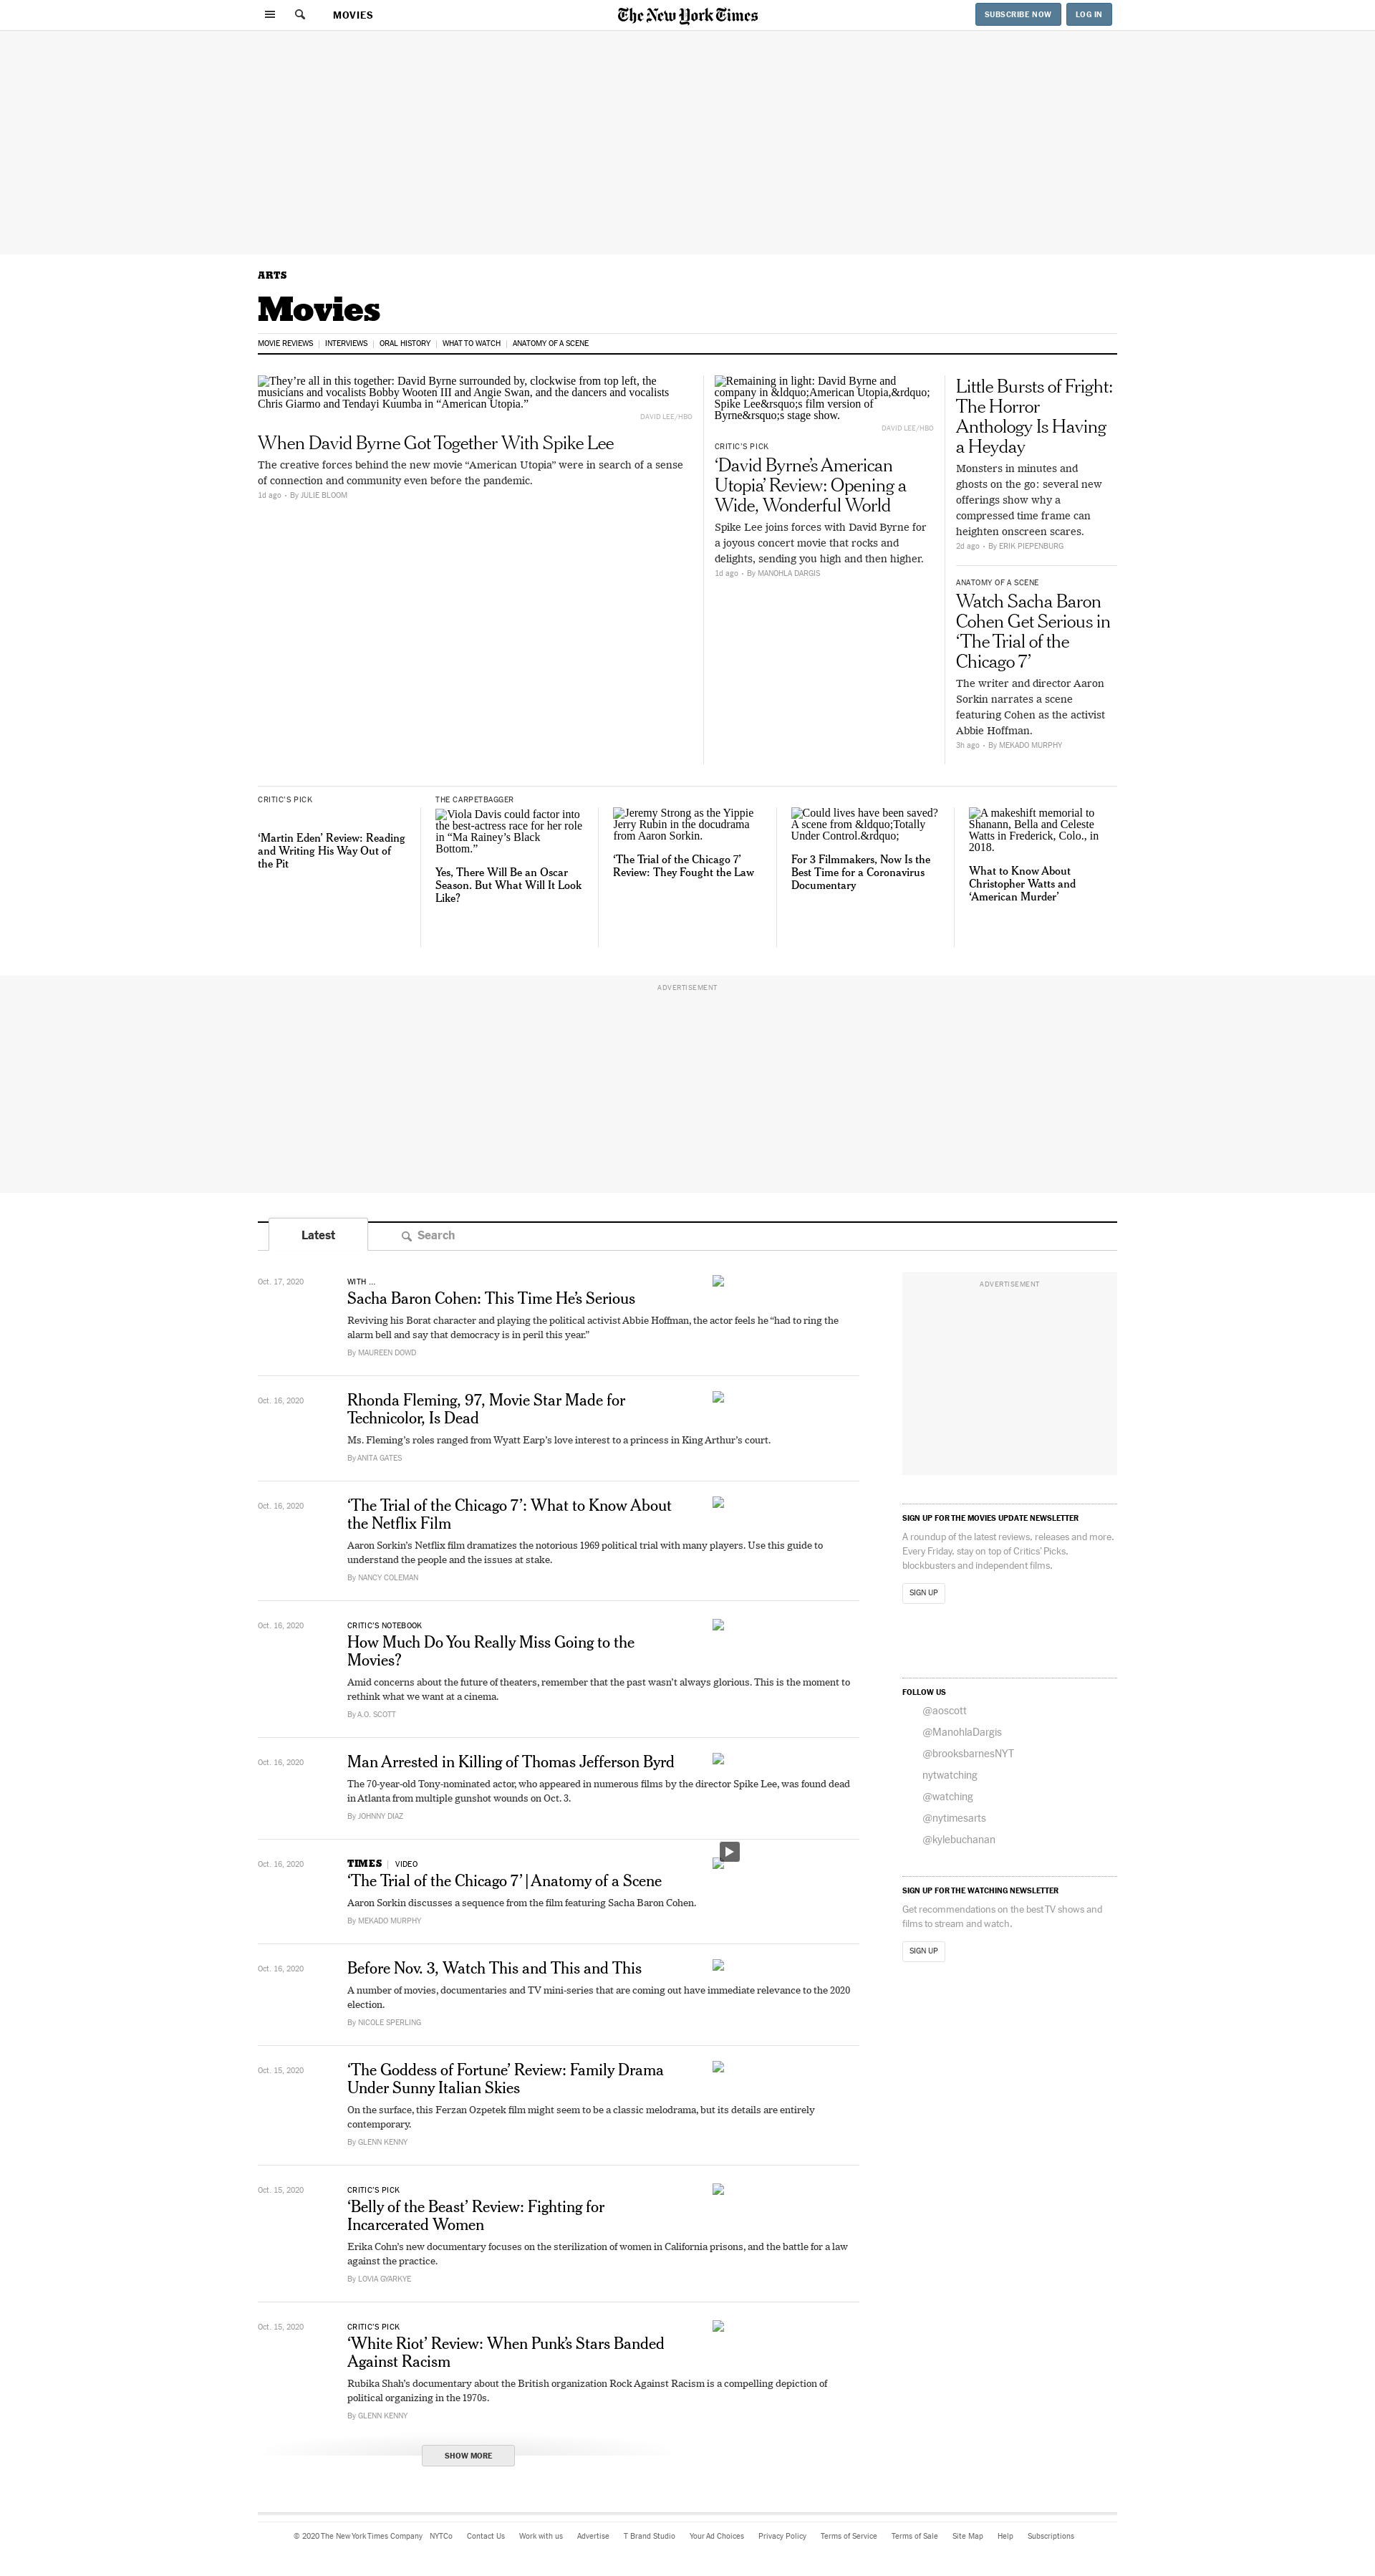 MOVIES
The New York Times
SUBSCRIBE NOW
LOG IN
ARTS
Movies
MOVIE REVIEWS
INTERVIEWS
ORAL HISTORY
WHAT TO WATCH
ANATOMY OF A SCENE
They’re all in this together: David Byrne surrounded by, clockwise from top left, the
musicians and vocalists Bobby Wooten III and Angie Swan, and the dancers and vocalists
Chris Giarmo and Tendayi Kuumba in “American Utopia.”
DAVID LEE/HBO
When David Byrne Got Together With Spike Lee
The creative forces behind the new movie “American Utopia” were in search of a sense
of connection and community even before the pandemic.
1d ago • By JULIE BLOOM
Remaining in light: David Byrne and
company in &ldquo;American Utopia,&rdquo;
Spike Lee&rsquo;s film version of
Byrne&rsquo;s stage show.
DAVID LEE/HBO
CRITIC’S PICK
‘David Byrne’s American
Utopia’ Review: Opening a
Wide, Wonderful World
Spike Lee joins forces with David Byrne for
a joyous concert movie that rocks and
delights, sending you high and then higher.
1d ago • By MANOHLA DARGIS
Little Bursts of Fright:
The Horror
Anthology Is Having
a Heyday
Monsters in minutes and
ghosts on the go: several new
offerings show why a
compressed time frame can
heighten onscreen scares.
2d ago • By ERIK PIEPENBURG
ANATOMY OF A SCENE
Watch Sacha Baron
Cohen Get Serious in
‘The Trial of the
Chicago 7’
The writer and director Aaron
Sorkin narrates a scene
featuring Cohen as the activist
Abbie Hoffman.
3h ago • By MEKADO MURPHY
CRITIC’S PICK
‘Martin Eden’ Review: Reading
and Writing His Way Out of
the Pit
THE CARPETBAGGER
Viola Davis could factor into
the best-actress race for her role
in “Ma Rainey’s Black
Bottom.”
Yes, There Will Be an Oscar
Season. But What Will It Look
Like?
Jeremy Strong as the Yippie
Jerry Rubin in the docudrama
from Aaron Sorkin.
‘The Trial of the Chicago 7’
Review: They Fought the Law
Could lives have been saved?
A scene from &ldquo;Totally
Under Control.&rdquo;
For 3 Filmmakers, Now Is the
Best Time for a Coronavirus
Documentary
A makeshift memorial to
Shanann, Bella and Celeste
Watts in Frederick, Colo., in
2018.
What to Know About
Christopher Watts and
‘American Murder’
ADVERTISEMENT
Latest
Search
Oct. 17, 2020
WITH ...
Sacha Baron Cohen: This Time He’s Serious
Reviving his Borat character and playing the political activist Abbie Hoffman, the actor feels he “had to ring the
alarm bell and say that democracy is in peril this year.”
By MAUREEN DOWD
Oct. 16, 2020
Rhonda Fleming, 97, Movie Star Made for
Technicolor, Is Dead
Ms. Fleming’s roles ranged from Wyatt Earp’s love interest to a princess in King Arthur’s court.
By ANITA GATES
Oct. 16, 2020
‘The Trial of the Chicago 7’: What to Know About
the Netflix Film
Aaron Sorkin’s Netflix film dramatizes the notorious 1969 political trial with many players. Use this guide to
understand the people and the issues at stake.
By NANCY COLEMAN
Oct. 16, 2020
CRITIC’S NOTEBOOK
How Much Do You Really Miss Going to the
Movies?
Amid concerns about the future of theaters, remember that the past wasn’t always glorious. This is the moment to
rethink what we want at a cinema.
By A.O. SCOTT
Oct. 16, 2020
Man Arrested in Killing of Thomas Jefferson Byrd
The 70-year-old Tony-nominated actor, who appeared in numerous films by the director Spike Lee, was found dead
in Atlanta from multiple gunshot wounds on Oct. 3.
By JOHNNY DIAZ
Oct. 16, 2020
TIMES VIDEO
‘The Trial of the Chicago 7’ | Anatomy of a Scene
Aaron Sorkin discusses a sequence from the film featuring Sacha Baron Cohen.
By MEKADO MURPHY
Oct. 16, 2020
Before Nov. 3, Watch This and This and This
A number of movies, documentaries and TV mini-series that are coming out have immediate relevance to the 2020
election.
By NICOLE SPERLING
Oct. 15, 2020
‘The Goddess of Fortune’ Review: Family Drama
Under Sunny Italian Skies
On the surface, this Ferzan Ozpetek film might seem to be a classic melodrama, but its details are entirely
contemporary.
By GLENN KENNY
Oct. 15, 2020
CRITIC’S PICK
‘Belly of the Beast’ Review: Fighting for
Incarcerated Women
Erika Cohn’s new documentary focuses on the sterilization of women in California prisons, and the battle for a law
against the practice.
By LOVIA GYARKYE
Oct. 15, 2020
CRITIC’S PICK
‘White Riot’ Review: When Punk’s Stars Banded
Against Racism
Rubika Shah’s documentary about the British organization Rock Against Racism is a compelling depiction of
political organizing in the 1970s.
By GLENN KENNY
SHOW MORE
ADVERTISEMENT
SIGN UP FOR THE MOVIES UPDATE NEWSLETTER
A roundup of the latest reviews, releases and more.
Every Friday, stay on top of Critics’ Picks,
blockbusters and independent films.
SIGN UP
FOLLOW US
@aoscott
@ManohlaDargis
@brooksbarnesNYT
nytwatching
@watching
@nytimesarts
@kylebuchanan
SIGN UP FOR THE WATCHING NEWSLETTER
Get recommendations on the best TV shows and
films to stream and watch.
SIGN UP
© 2020 The New York Times Company NYTCo Contact Us Work with us Advertise T Brand Studio Your Ad Choices Privacy Policy Terms of Service Terms of Sale Site Map Help Subscriptions